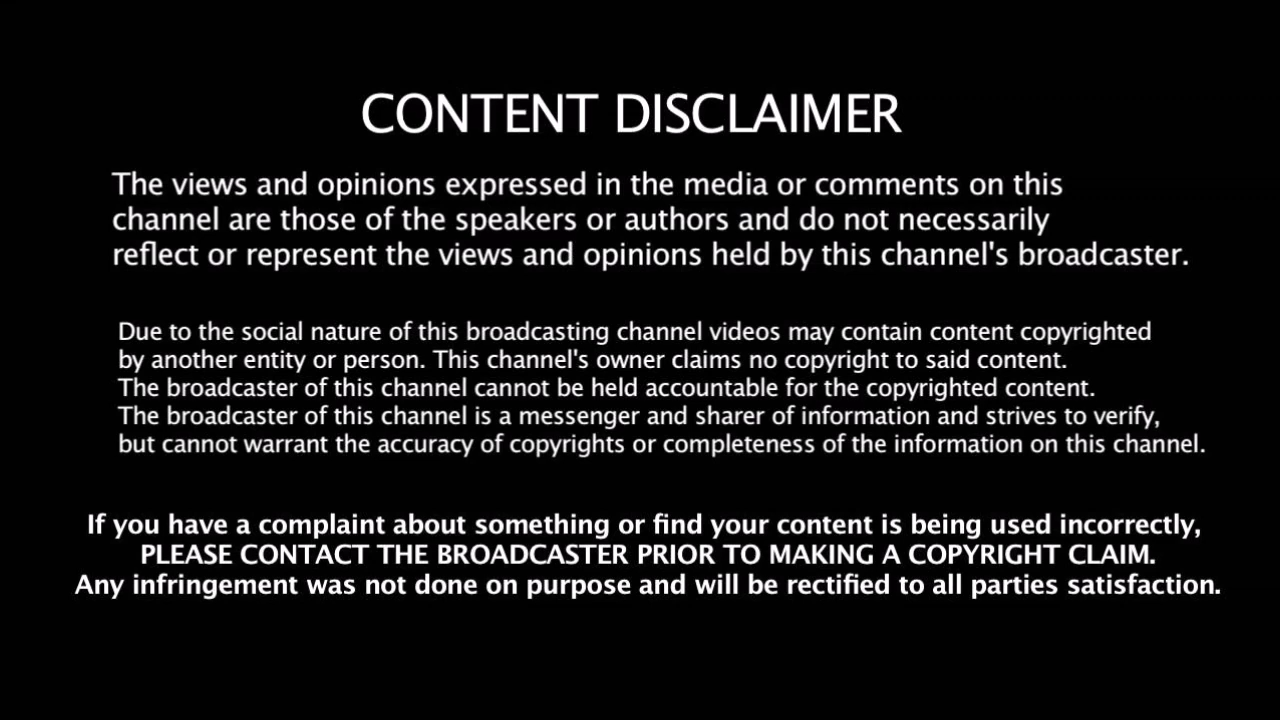 CONTENT DISCLAIMER
The views and opinions expressed in the media or comments on this
channel are those of the speakers or authors and do not necessarily
reflect or represent the views and opinions held by this channel's broadcaster.
Due to the social nature of this broadcasting channel videos may contain content copyrighted
by another entity or person. This channel's owner claims no copyright to said content.
The broadcaster of this channel cannot be held accountable for the copyrighted content.
The broadcaster of this channel is a messenger and sharer of information and strives to verify,
but cannot warrant the accuracy of copyrights or completeness of the information on this channel.
If you have a complaint about something or find your content is being used incorrectly,
PLEASE CONTACT THE BROADCASTER PRIOR TO MAKING A COPYRIGHT CLAIM.
Any infringement was not done on purpose and will be rectified to all parties satisfaction.